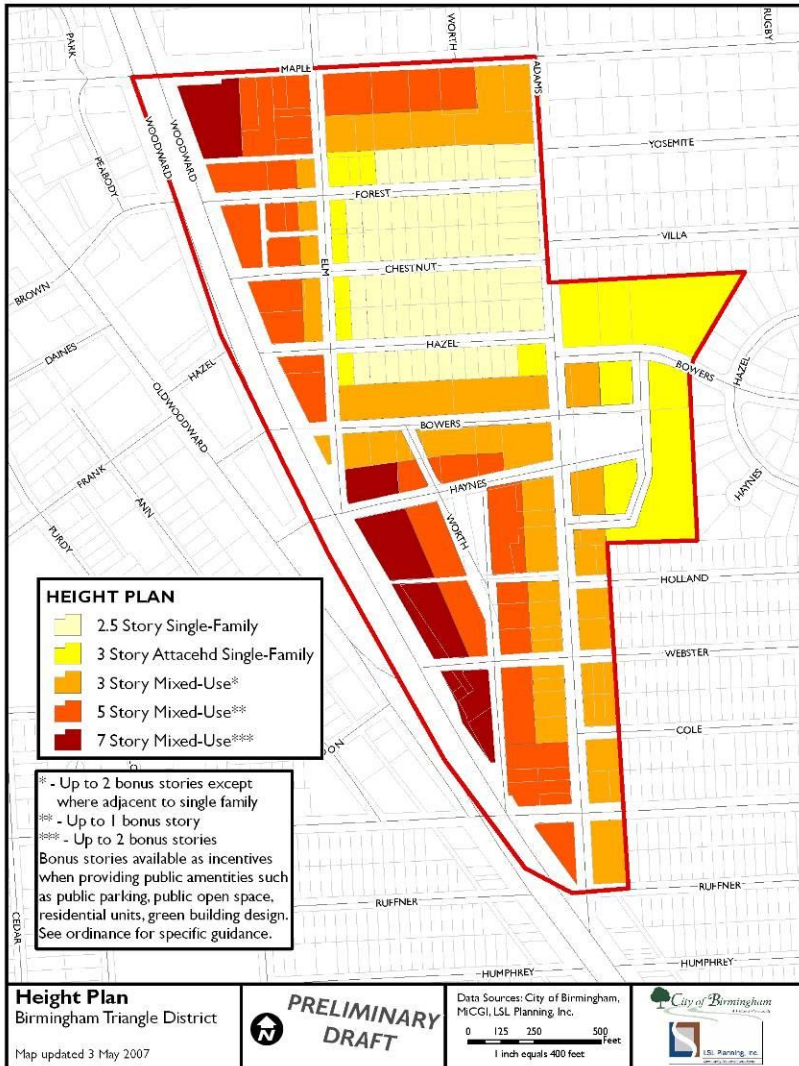 PARK
WORTH
RUGBY
MAPLE
ADAMS
WOODWARD
WOODWARD
PEABODY
YOSEMITE
FOREST
VILLA
ELM
CHESTNUT
BROWN
HAZEL
DAINES
HAZEL
BOWERS
HAZEL
OLDWOODWARD
BOWERS
FRANK
ANN
HAYNES
HAYNES
WORTH
PURDY
HOLLAND
WEBSTER
COLE
HEIGHT PLAN
2.5 Story Single-Family
3 Story Attacehd Single-Family
3 Story Mixed-Use*
5 Story Mixed-Use**
7 Story Mixed-Use***
* - Up to 2 bonus stories except
where adjacent to single family
** - Up to 1 bonus story
*** - Up to 2 bonus stories
Bonus stories available as incentives
when providing public amentities such
as public parking, public open space,
residential units, green building design.
See ordinance for specific guidance.
CEDAR
RUFFNER
RUFFNER
HUMPHREY
HUMPHREY
Height Plan
Birmingham Triangle District
Map updated 3 May 2007
N
PRELIMINARY
DRAFT
Data Sources: City of Birmingham,
MiCGI, LSL Planning, Inc.
0 125 250 500
Feet
1 inch equals 400 feet
City of Birmingham
LSL Planning, Inc.